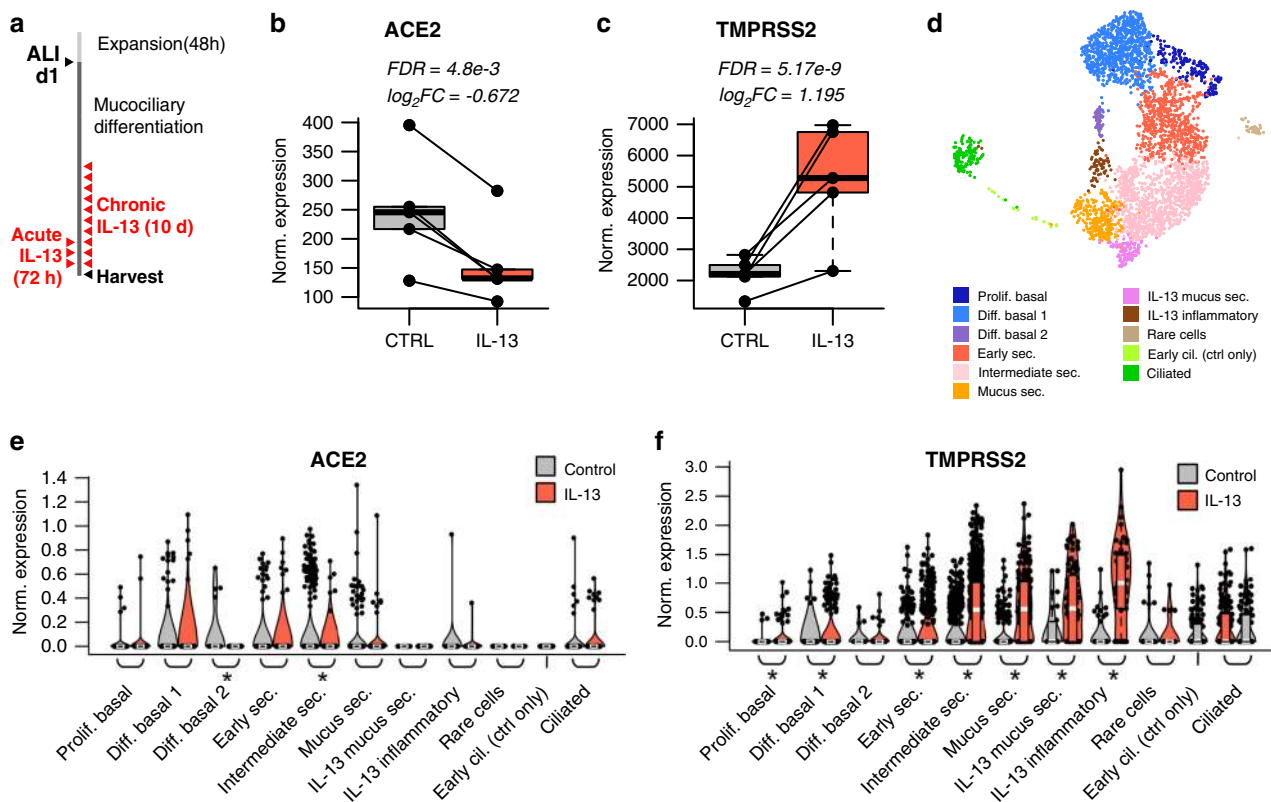 a
Expansion(48h)
ALI
d1
Mucociliary
differentiation
Chronic
IL-13 (10 d)
Acute
IL-13
(72 h)
Harvest
b
ACE2
FDR = 4.8e-3
log2FC = -0.672
Norm. expression
400
350
300
250
200
150
100
CTRL
IL-13
c
TMPRSS2
FDR = 5.17e-9
log2FC = 1.195
Norm. expression
7000
6000
5000
4000
3000
2000
CTRL
IL-13
d
Prolif. basal
Diff. basal 1
Diff. basal 2
Early sec.
Intermediate sec.
Mucus sec.
IL-13 mucus sec.
IL-13 inflammatory
Rare cells
Early cil. (ctrl only)
Ciliated
e
ACE2
Control
IL-13
Norm. expression
1.4
1.2
1.0
0.8
0.6
0.4
0.2
0.0
*
*
Prolif. basal
Diff. basal 1
Diff. basal 2
Early sec.
Intermediate sec.
Mucus sec.
IL-13 mucus sec.
IL-13 inflammatory
Rare cells
Early cil. (ctrl only)
Ciliated
f
TMPRSS2
Control
IL-13
Norm. expression
3.0
2.5
2.0
1.5
1.0
0.5
0.0
*
*
*
*
*
*
*
Prolif. basal
Diff. basal 1
Diff. basal 2
Early sec.
Intermediate sec.
Mucus sec.
IL-13 mucus sec.
IL-13 inflammatory
Rare cells
Early cil. (ctrl only)
Ciliated